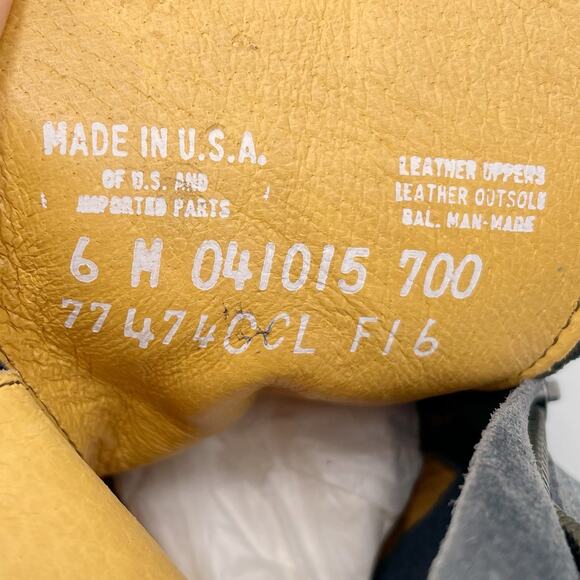 MADE IN U.S.A.
OF U.S. AND
IMPORTED PARTS
LEATHER UPPERS
LEATHER OUTSOLE
BAL. MAN-MADE
6 M 041015 700
774740CL F16